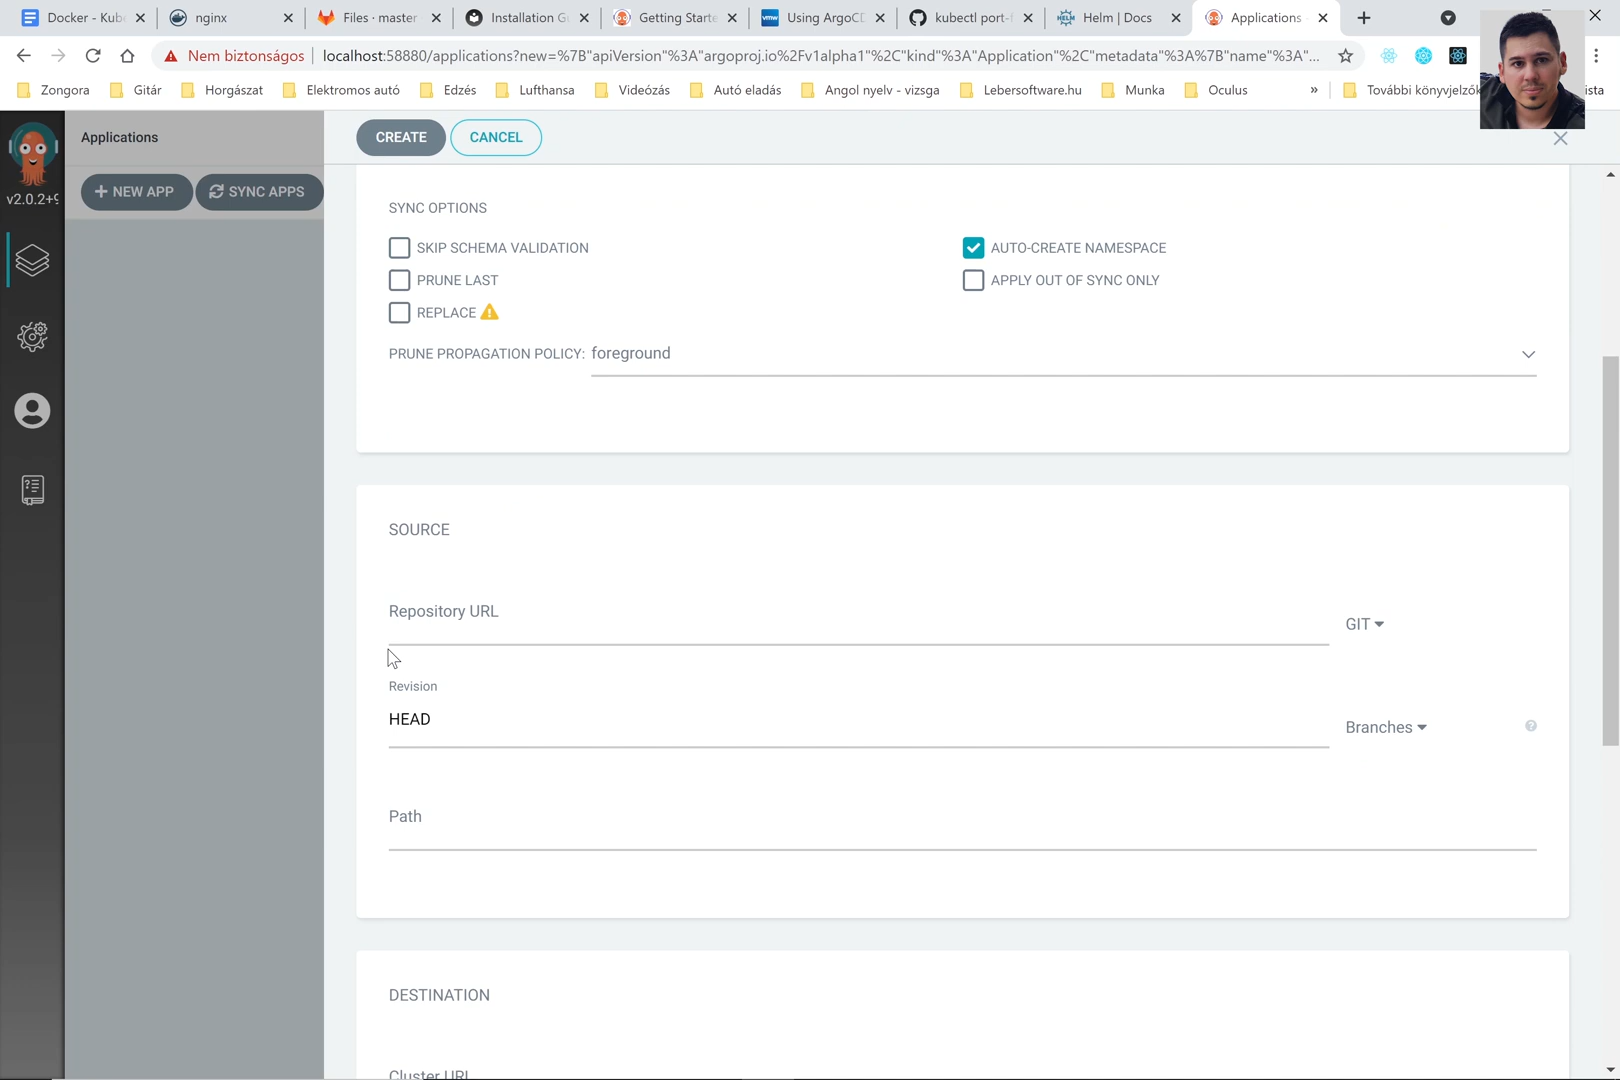 Docker - Kub
nginx
Files · master
Installation Gu
Getting Starte
vmw
Using ArgoCD
kubectl port-f
HELM
Helm | Docs
Applications
Nem biztonságos
localhost:58880/applications?new=%7B"apiVersion"%3A"argoproj.io%2Fv1alpha1"%2C"kind"%3A"Application"%2C"metadata"%3A%7B"name"%3A"...
Zongora
Gitár
Horgászat
Elektromos autó
Edzés
Lufthansa
Videózás
Autó eladás
Angol nyelv - vizsga
Lebersoftware.hu
Munka
Oculus
»
További könyvjelzők
ista
v2.0.2+9
Applications
+ NEW APP
SYNC APPS
CREATE
CANCEL
SYNC OPTIONS
SKIP SCHEMA VALIDATION
AUTO-CREATE NAMESPACE
PRUNE LAST
APPLY OUT OF SYNC ONLY
REPLACE
PRUNE PROPAGATION POLICY: foreground
SOURCE
Repository URL
GIT
Revision
HEAD
Branches
Path
DESTINATION
Cluster URL